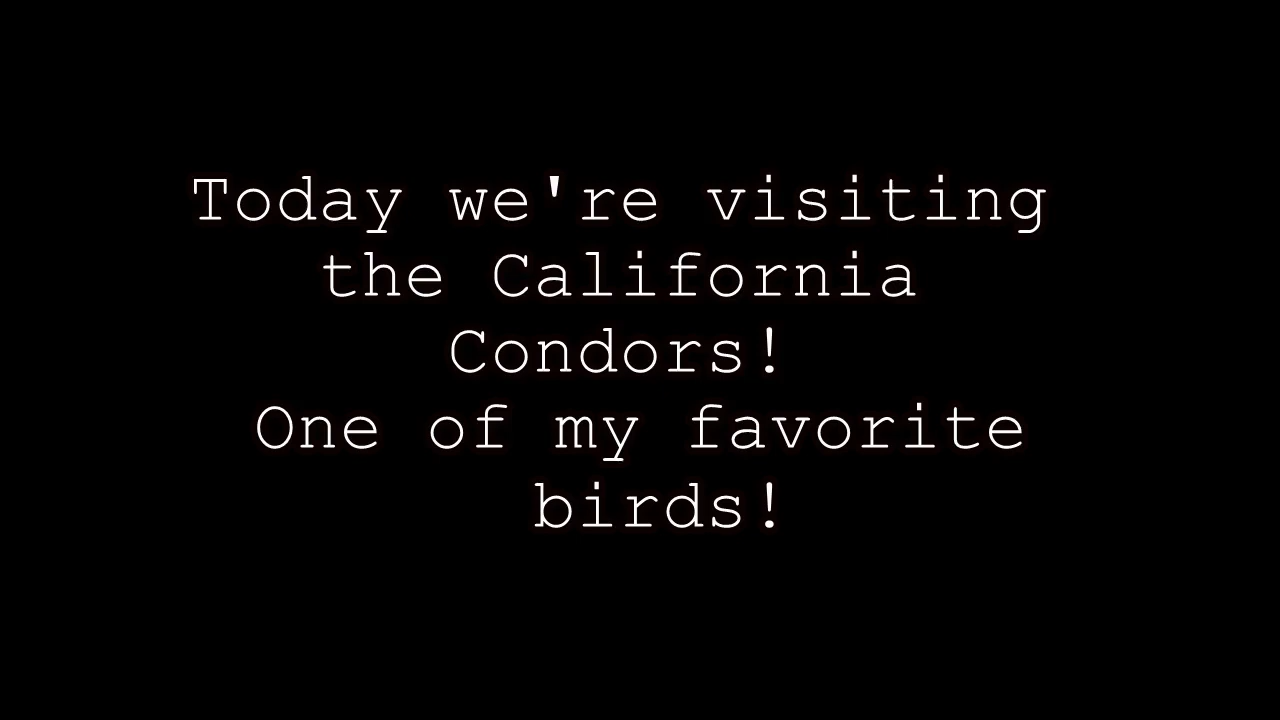 Today we're visiting
the California
Condors!
One of my favorite
birds!